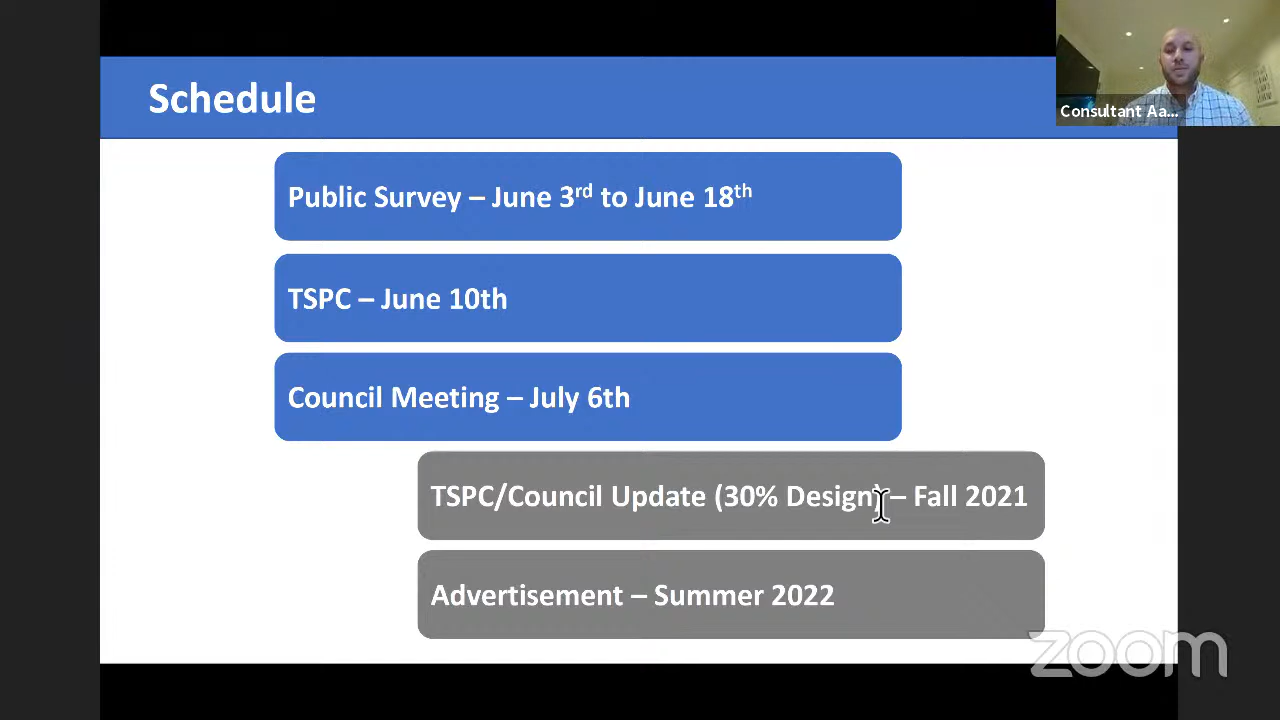 Schedule
Consultant Aa...
Public Survey – June 3rd to June 18th
TSPC – June 10th
Council Meeting – July 6th
TSPC/Council Update (30% Design) – Fall 2021
Advertisement – Summer 2022
zoom